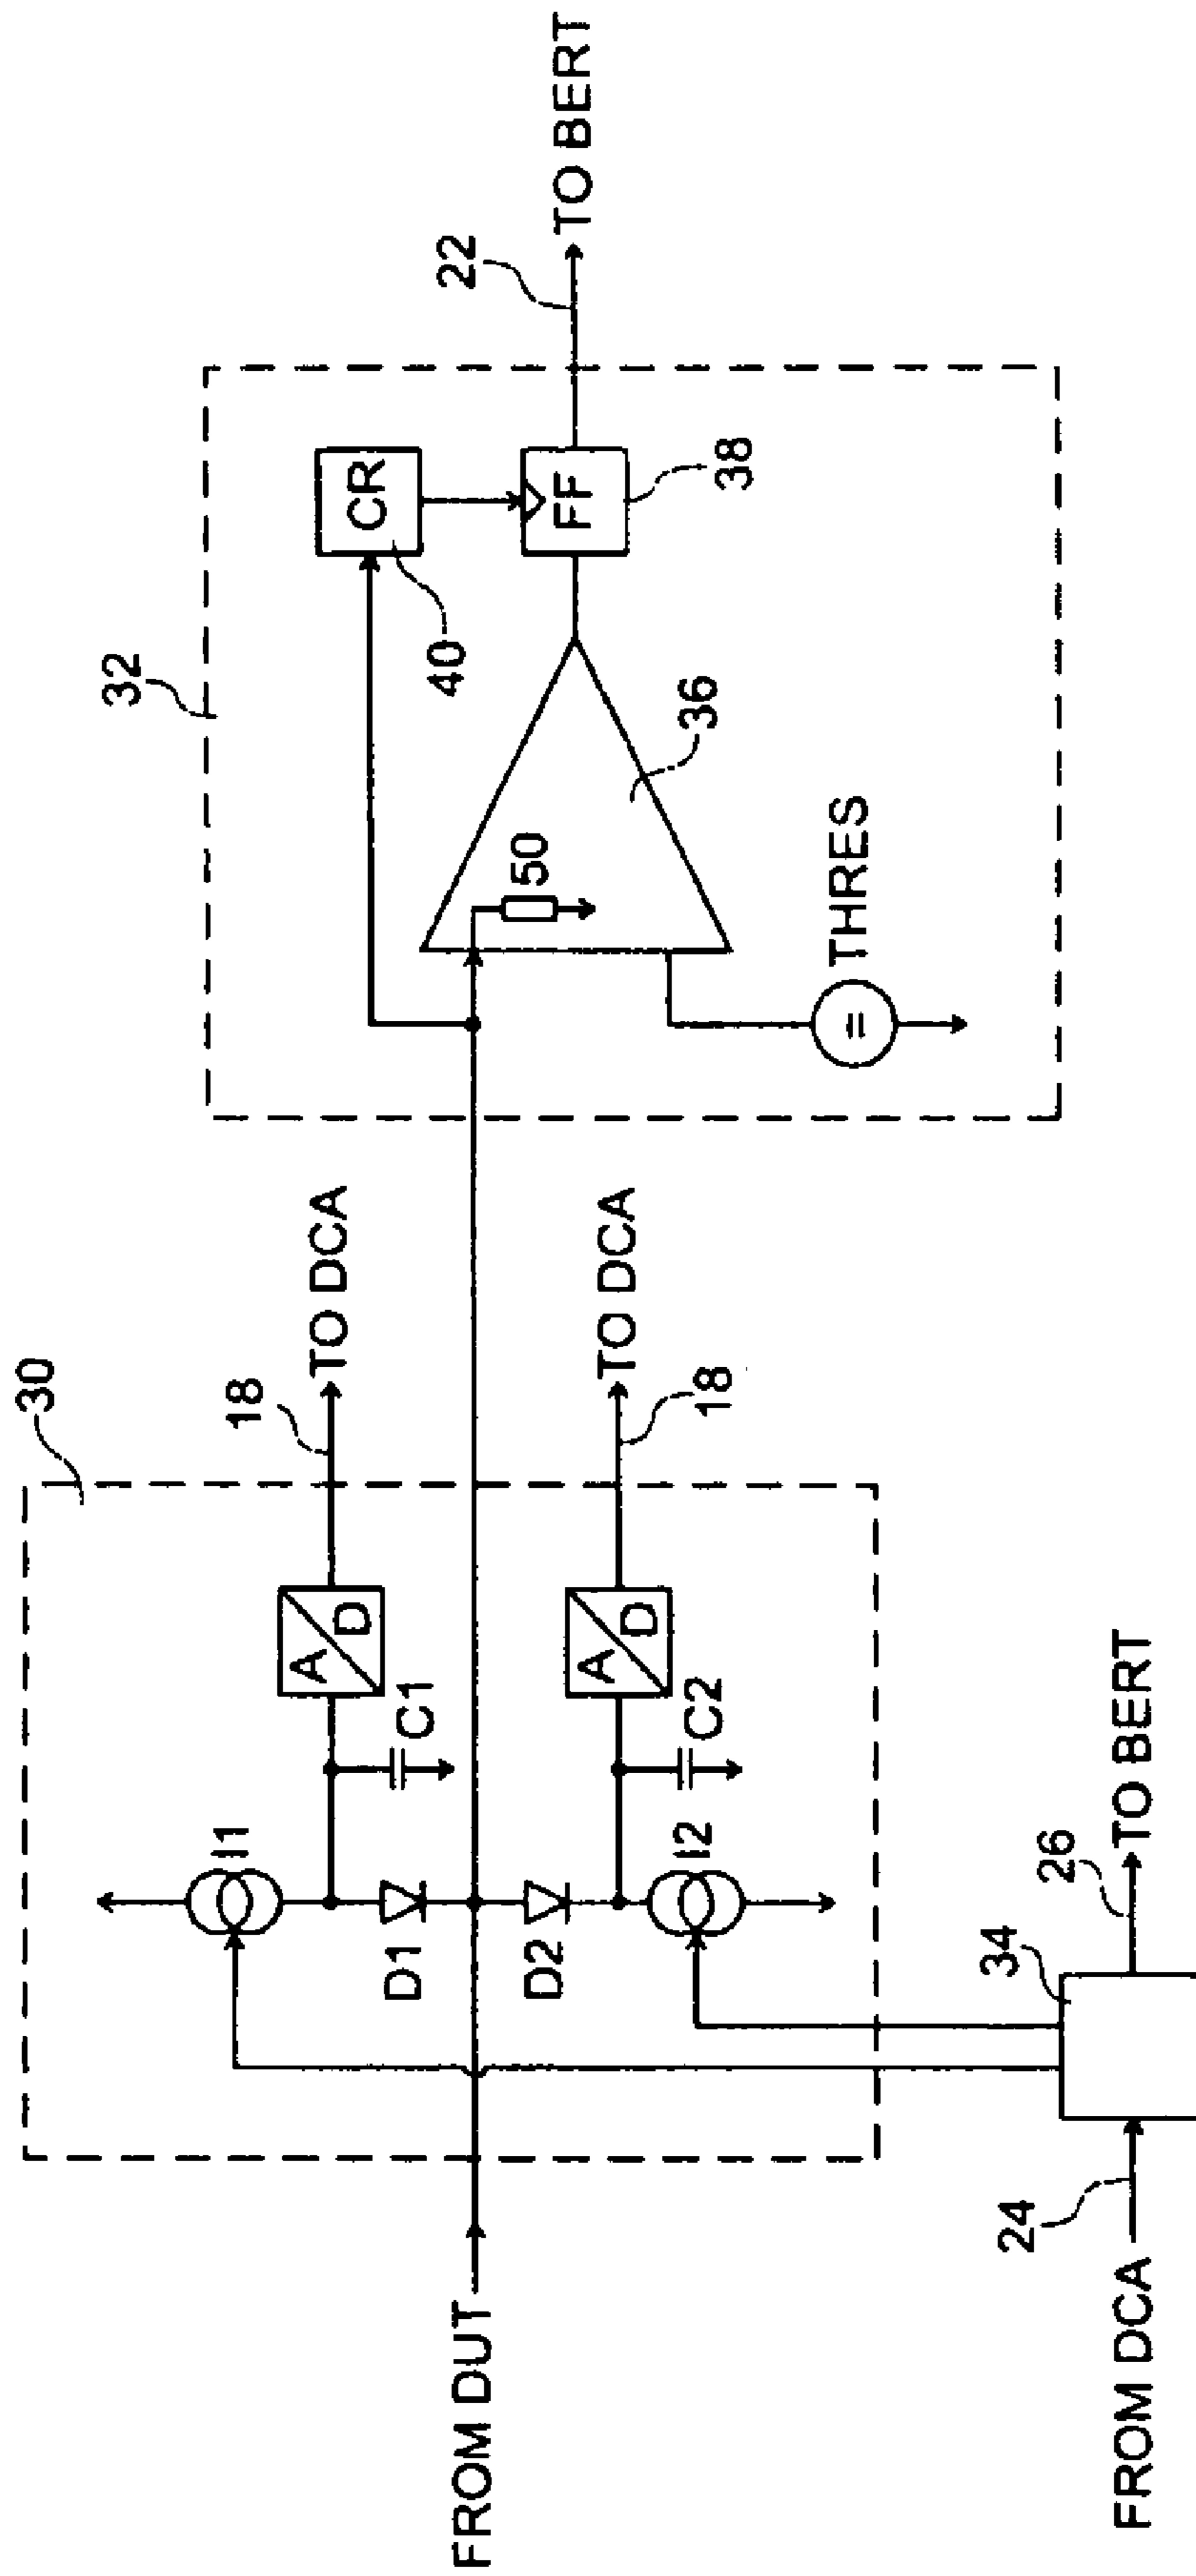 30
32
18
TO DCA
CR
I1
A
D
C1
40
22
TO BERT
FROM DUT
D1
50
FF
38
D2
TO DCA
18
A
D
C2
I2
36
THRES
=
24
FROM DCA
34
26
TO BERT